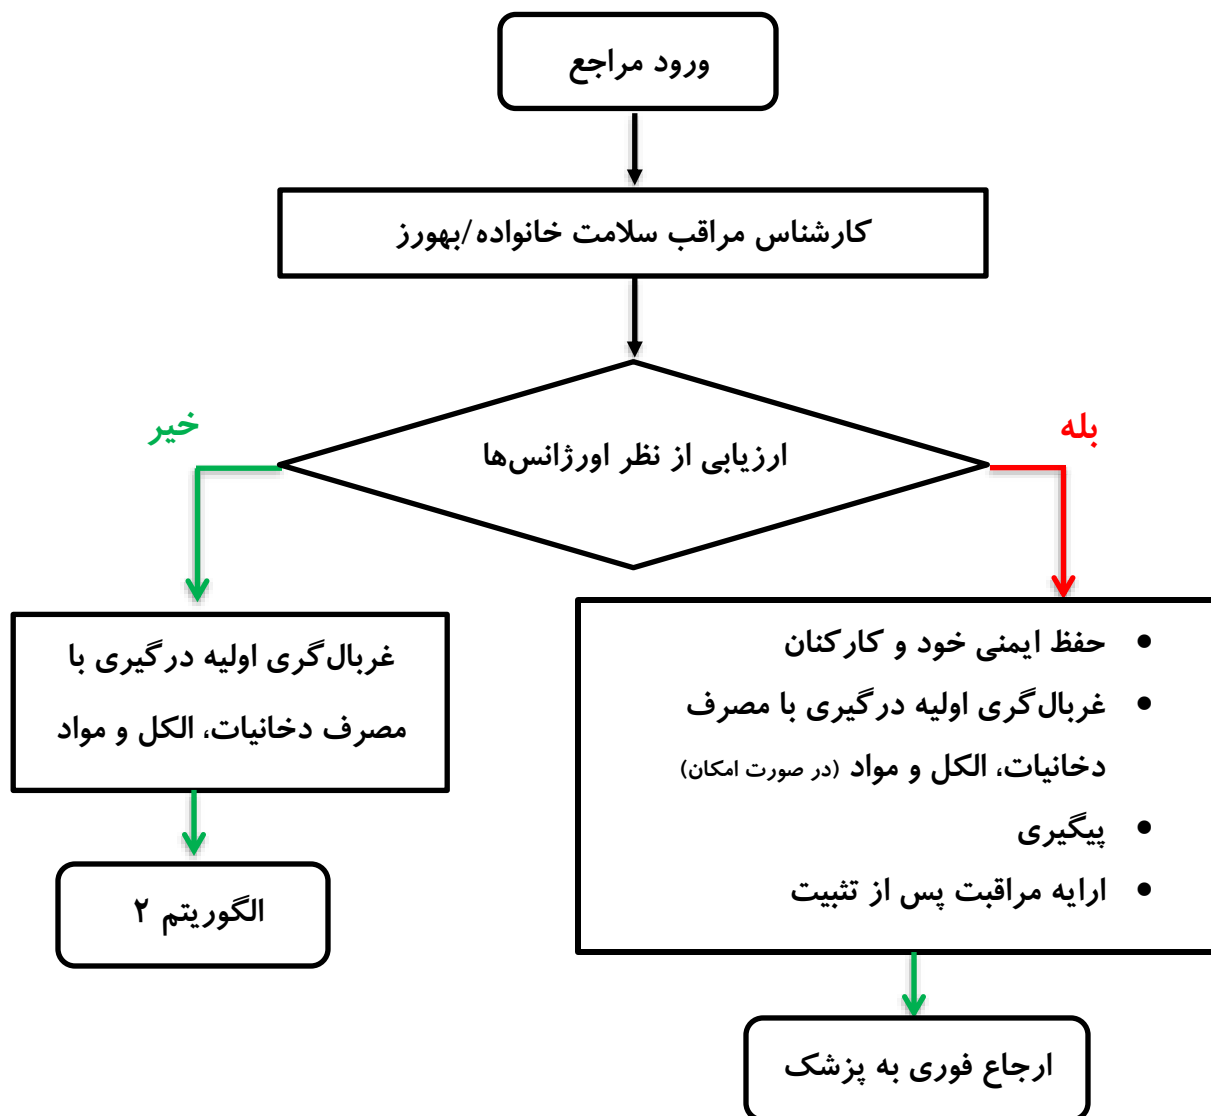 ورود مراجع
کارشناس مراقب سلامت خانواده/بهورز
ارزیابی از نظر اورژانس‌ها
بله
خیر
• حفظ ایمنی خود و کارکنان
• غربال‌گری اولیه درگیری با مصرف
دخانیات، الکل و مواد (در صورت امکان)
• پیگیری
• ارایه مراقبت پس از تثبیت
ارجاع فوری به پزشک
غربال‌گری اولیه درگیری با
مصرف دخانیات، الکل و مواد
الگوریتم ۲